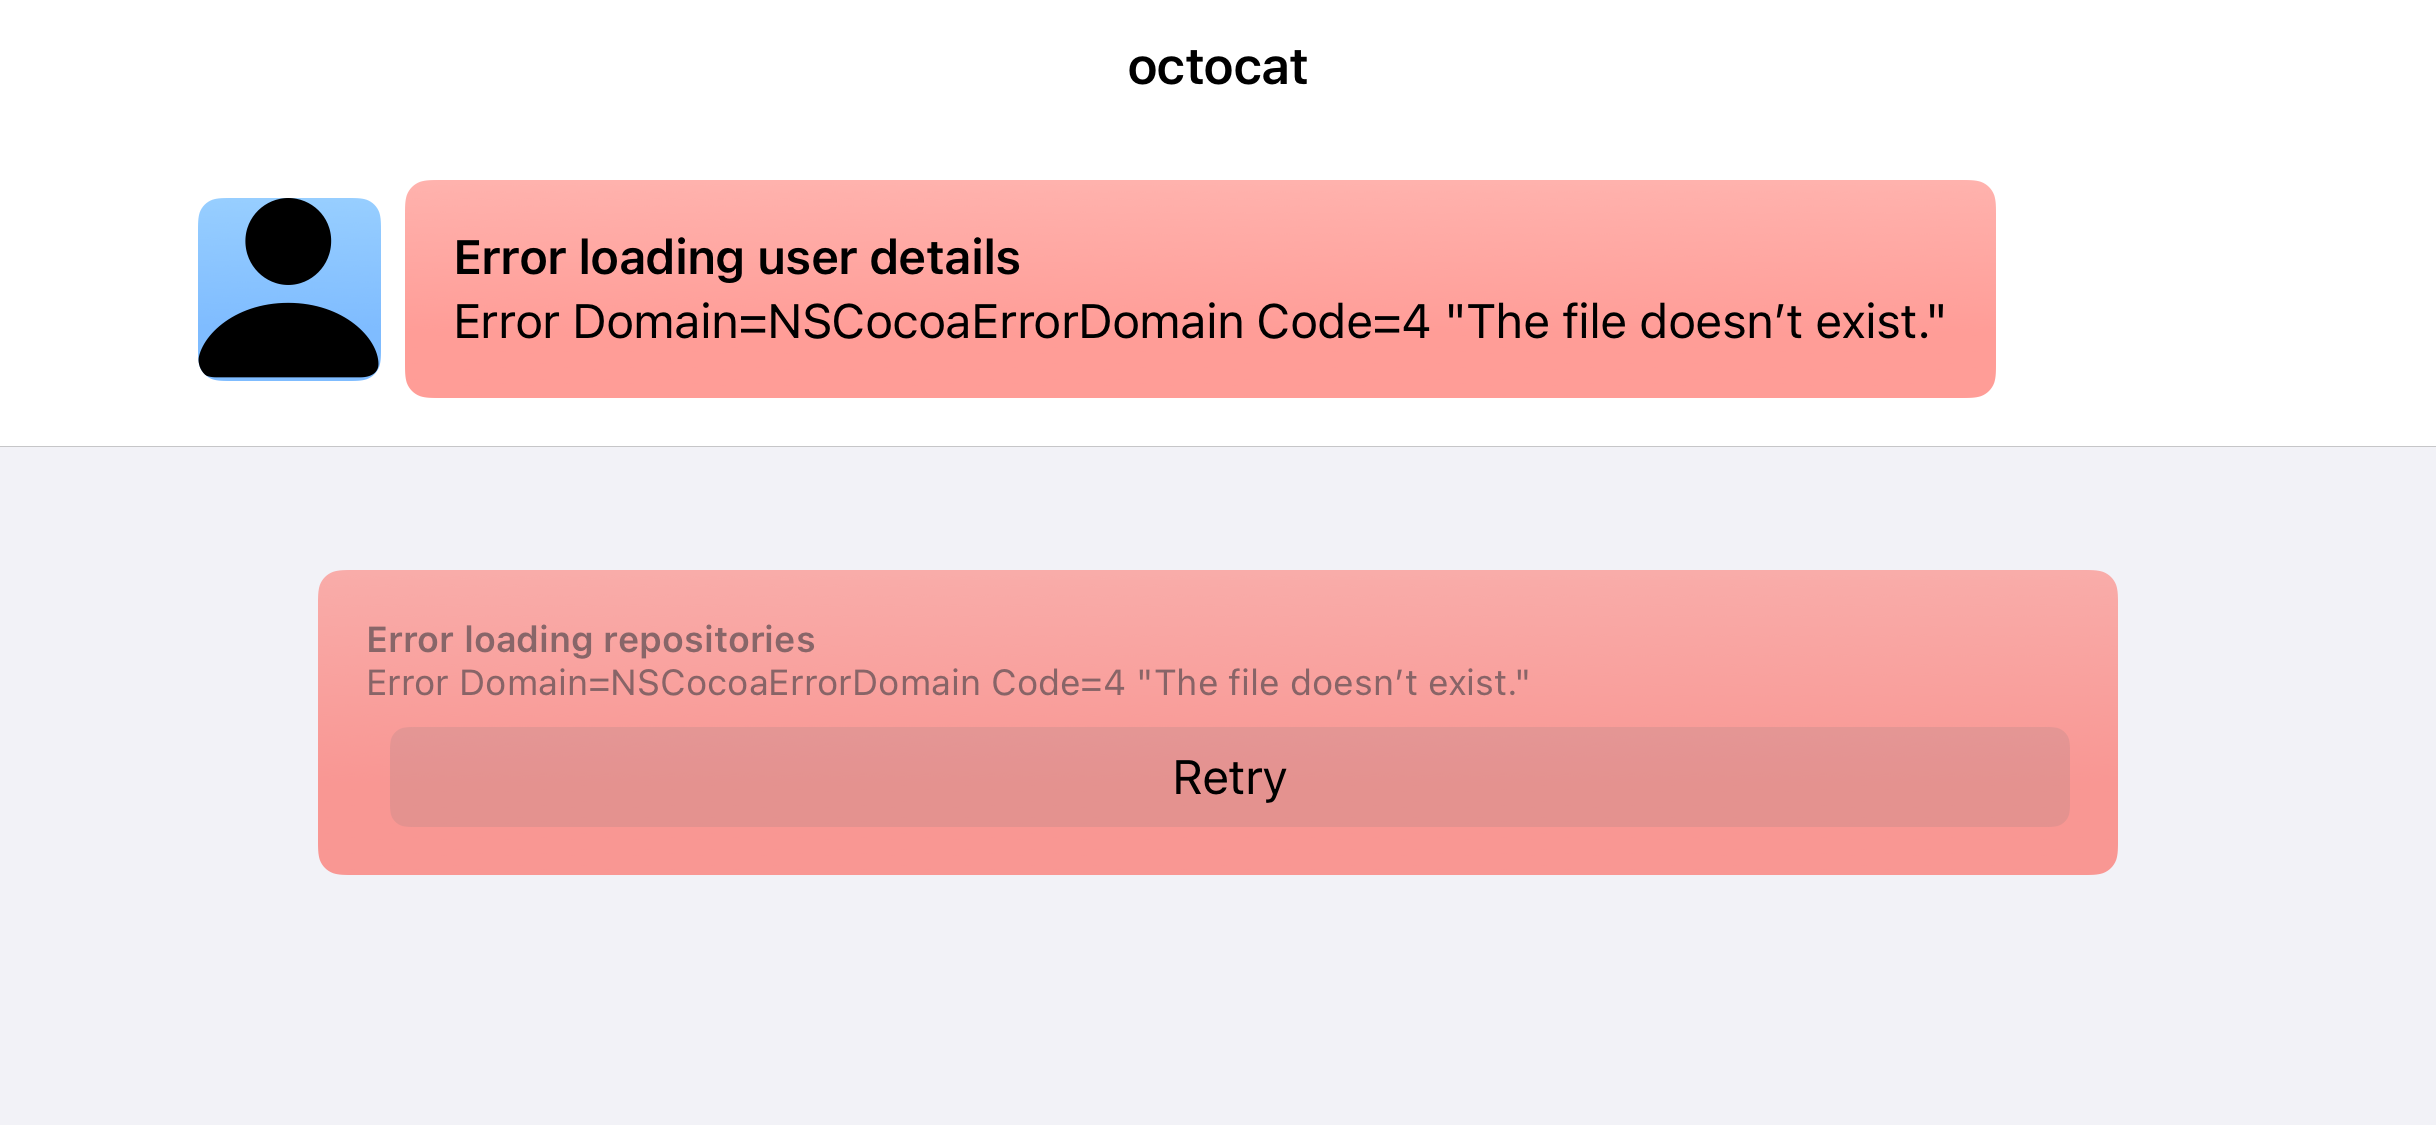 octocat
Error loading user details
Error Domain=NSCocoaErrorDomain Code=4 "The file doesn’t exist."
Error loading repositories
Error Domain=NSCocoaErrorDomain Code=4 "The file doesn’t exist."
Retry